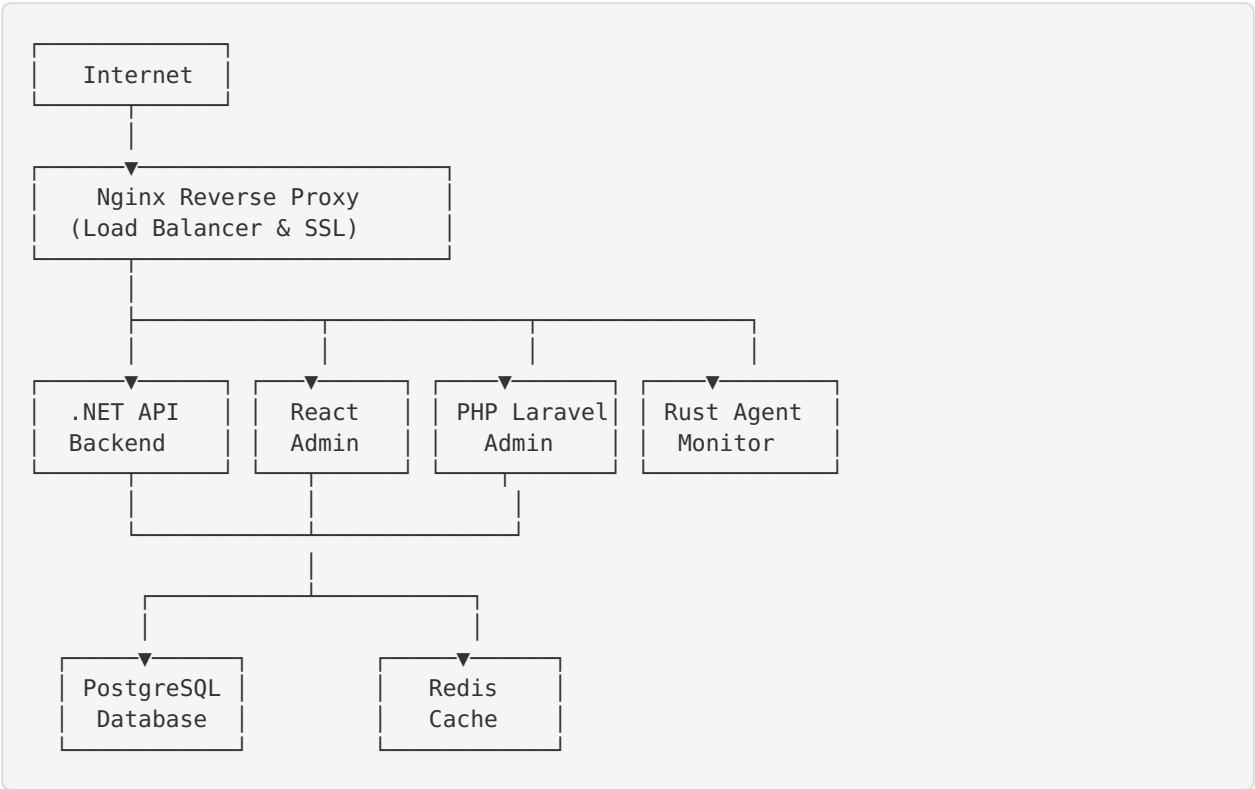 Internet
Nginx Reverse Proxy
(Load Balancer & SSL)
.NET API React PHP Laravel Rust Agent
Backend Admin Admin Monitor
PostgreSQL Redis
Database Cache